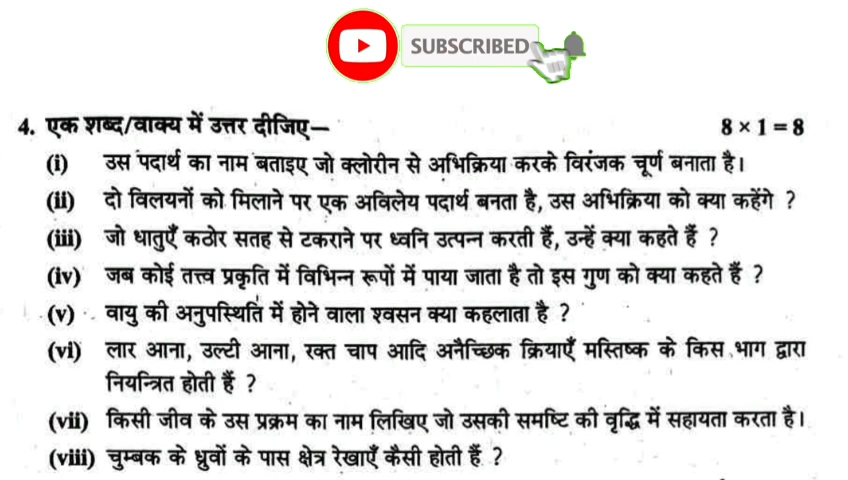 SUBSCRIBED
4. एक शब्द/वाक्य में उत्तर दीजिए— 8 × 1 = 8
(i) उस पदार्थ का नाम बताइए जो क्लोरीन से अभिक्रिया करके विरंजक चूर्ण बनाता है।
(ii) दो विलयनों को मिलाने पर एक अविलेय पदार्थ बनता है, उस अभिक्रिया को क्या कहेंगे ?
(iii) जो धातुएँ कठोर सतह से टकराने पर ध्वनि उत्पन्न करती हैं, उन्हें क्या कहते हैं ?
(iv) जब कोई तत्त्व प्रकृति में विभिन्न रूपों में पाया जाता है तो इस गुण को क्या कहते हैं ?
(v) वायु की अनुपस्थिति में होने वाला श्वसन क्या कहलाता है ?
(vi) लार आना, उल्टी आना, रक्त चाप आदि अनैच्छिक क्रियाएँ मस्तिष्क के किस भाग द्वारा
नियन्त्रित होती हैं ?
(vii) किसी जीव के उस प्रक्रम का नाम लिखिए जो उसकी समष्टि की वृद्धि में सहायता करता है।
(viii) चुम्बक के ध्रुवों के पास क्षेत्र रेखाएँ कैसी होती हैं ?